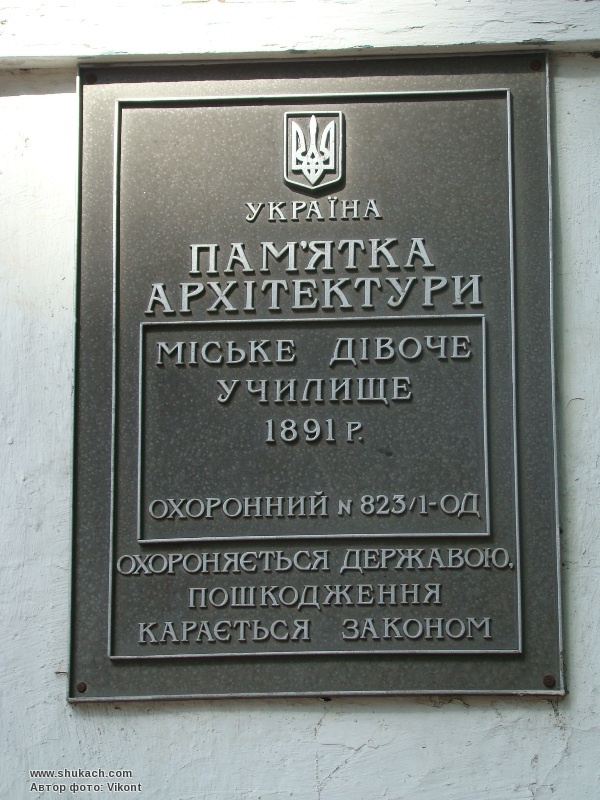 УКРАЇНА
ПАМ'ЯТКА
АРХІТЕКТУРИ
МІСЬКЕ ДІВОЧЕ
УЧИЛИЩЕ
1891 Р.
ОХОРОННИЙ N 823/1-ОД
ОХОРОНЯЄТЬСЯ ДЕРЖАВОЮ,
ПОШКОДЖЕННЯ
КАРАЄТЬСЯ ЗАКОНОМ
www.shukach.com
Автор фото: Vikont